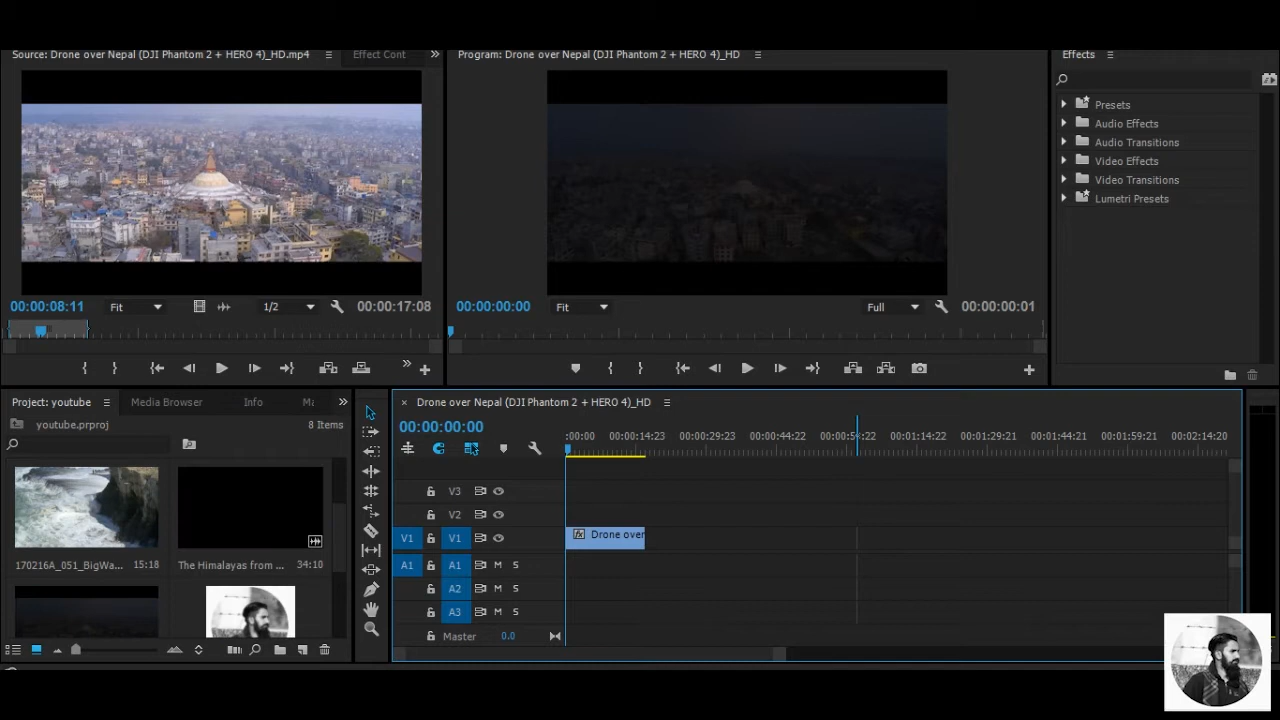 Source: Drone over Nepal (DJI Phantom 2 + HERO 4)_HD.mp4
Effect Cont
Program: Drone over Nepal (DJI Phantom 2 + HERO 4)_HD
Effects
Presets
Audio Effects
Audio Transitions
Video Effects
Video Transitions
Lumetri Presets
00:00:08:11
Fit
1/2
00:00:17:08
00:00:00:00
Fit
Full
00:00:00:01
Project: youtube
Media Browser
Info
youtube.prproj
8 Items
170216A_051_BigWa...
15:18
The Himalayas from ...
34:10
Drone over Nepal (DJI Phantom 2 + HERO 4)_HD
00:00:00:00
:00:00
00:00:14:23
00:00:29:23
00:00:44:22
00:00:59:22
00:01:14:22
00:01:29:21
00:01:44:21
00:01:59:21
00:02:14:20
V3
V2
V1
V1
Drone over
A1
A1
M
S
A2
M
S
A3
M
S
Master
0.0